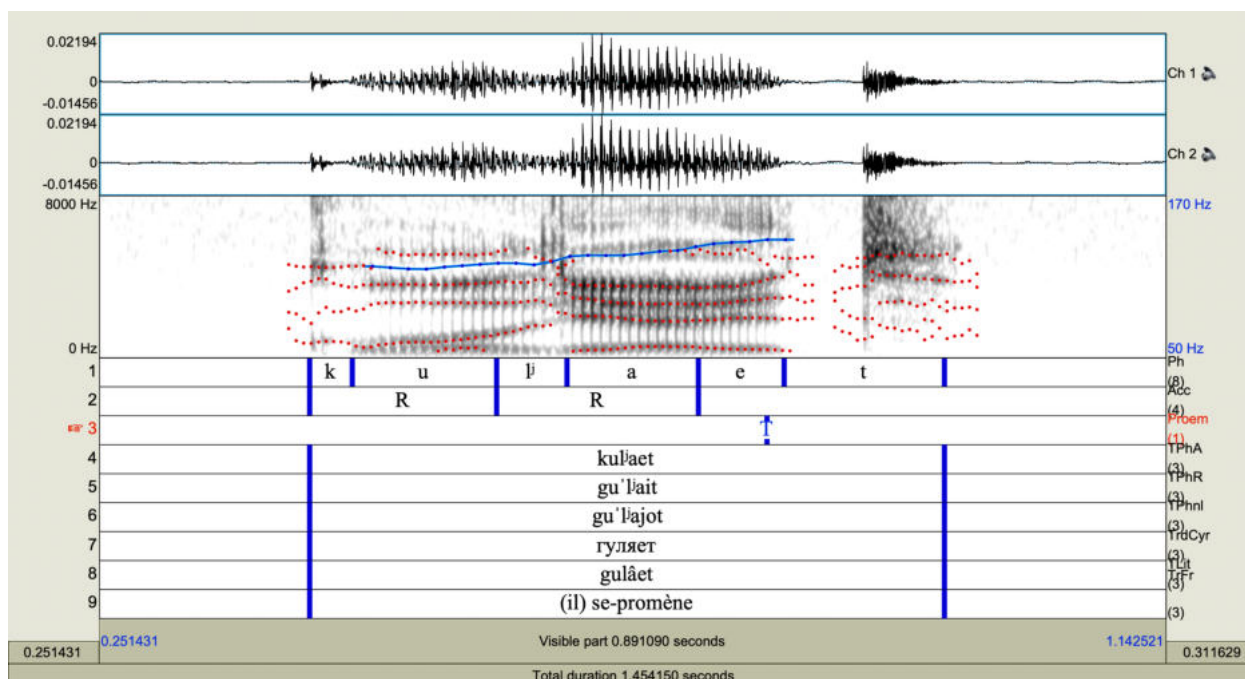 0.02194
0
-0.01456
Ch 1
0.02194
0
-0.01456
Ch 2
8000 Hz 170 Hz
0 Hz 50 Hz
1 k u lʲ a e t Ph (8)
2 R R Acc (4)
3 T Proem (1)
4 kulʲaet TPhA (3)
5 guˈlʲait TPhR (3)
6 guˈlʲajot TPhnl (3)
7 гуляет TrdCyr (3)
8 gulâet TLit TrFr (3)
9 (il) se-promène (3)
0.251431 Visible part 0.891090 seconds 1.142521
0.251431 0.311629
Total duration 1.454150 seconds